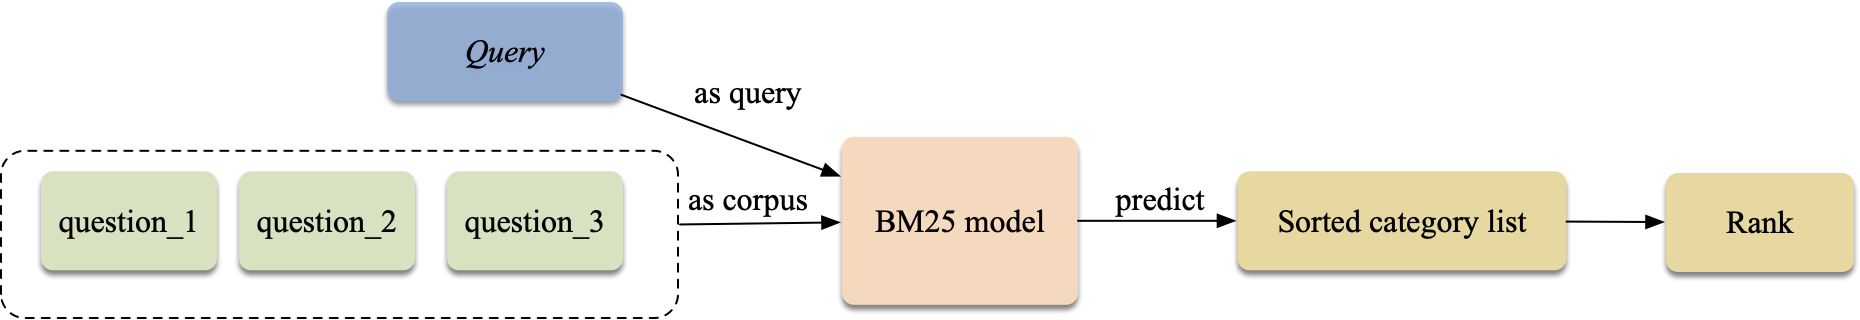 Query
as query
question_1
question_2
question_3
as corpus
BM25 model
predict
Sorted category list
Rank